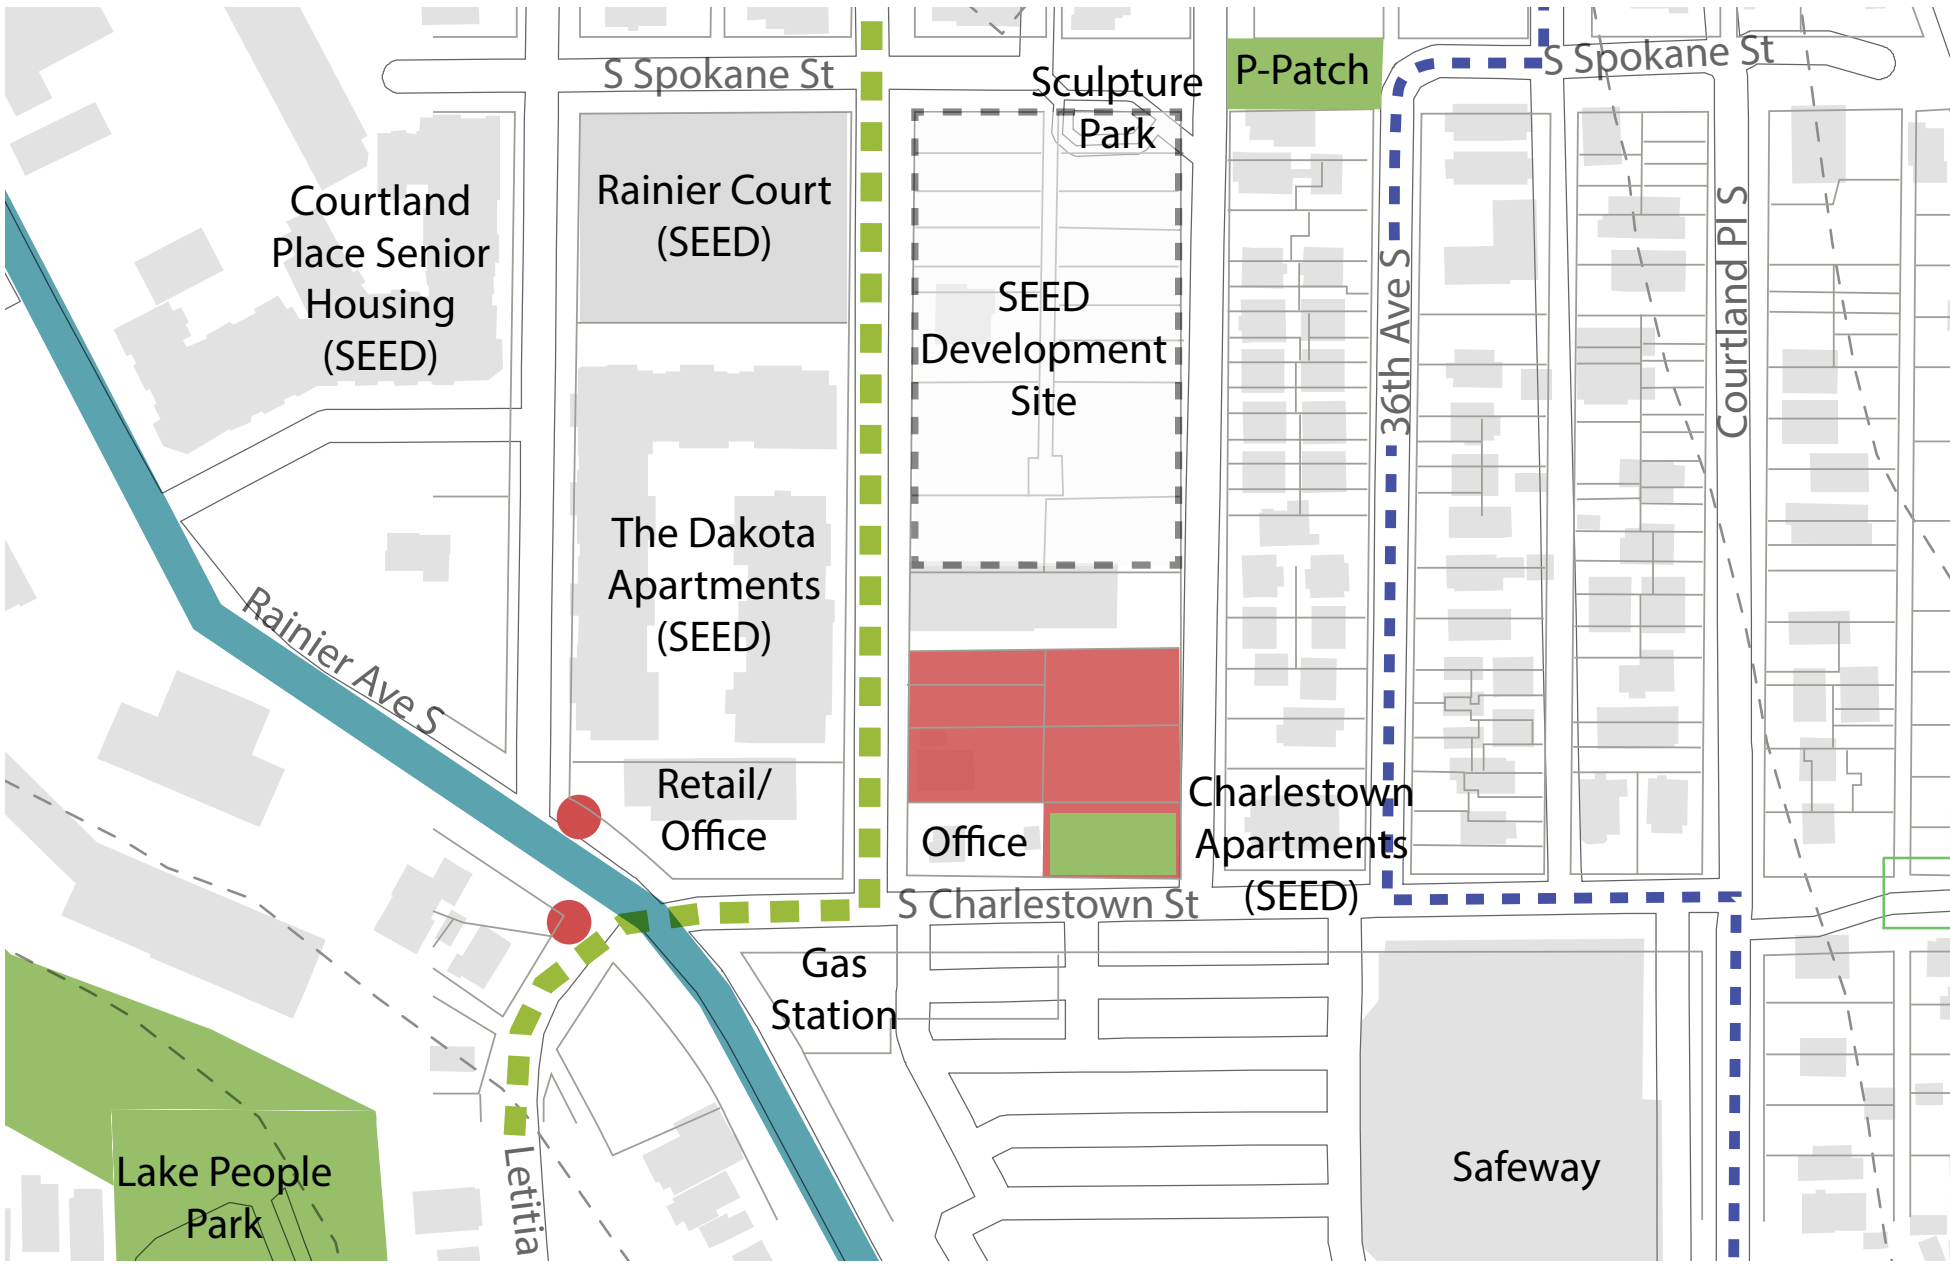 S Spokane St
Sculpture
Park
P-Patch
S Spokane St
Courtland
Place Senior
Housing
(SEED)
Rainier Court
(SEED)
SEED
Development
Site
36th Ave S
Courtland Pl S
The Dakota
Apartments
(SEED)
Rainier Ave S
Retail/
Office
Office
Charlestown
Apartments
(SEED)
S Charlestown St
Gas
Station
Lake People
Park
Letitia
Safeway